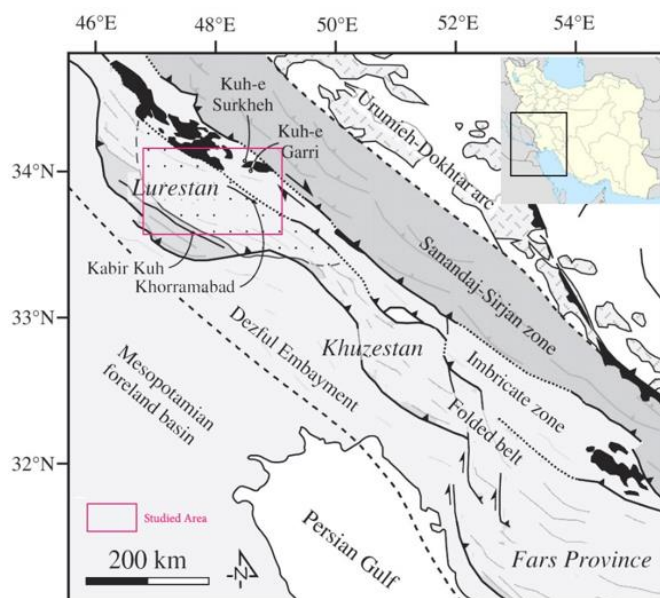 46°E
48°E
50°E
52°E
54°E
34°N
33°N
32°N
Kuh-e
Surkheh
Kuh-e
Garri
Urumieh-Dokhtar arc
Lurestan
Sanandaj-Sirjan zone
Kabir Kuh
Khorramabad
Dezful Embayment
Khuzestan
Imbricate zone
Mesopotamian
foreland basin
Folded belt
Studied Area
200 km
N
Persian Gulf
Fars Province